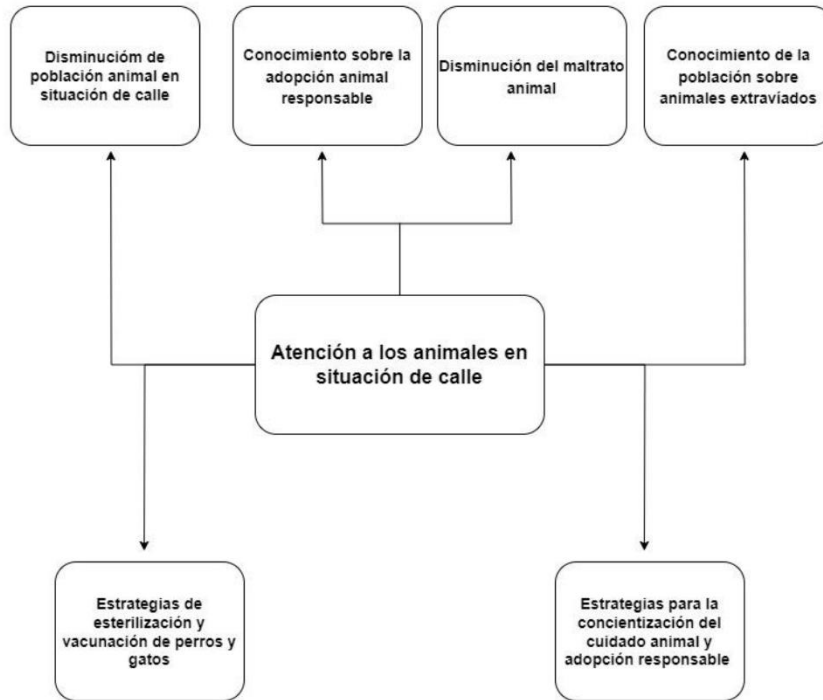 Disminucióm de
población animal en
situación de calle
Conocimiento sobre la
adopción animal
responsable
Disminución del maltrato
animal
Conocimiento de la
población sobre
animales extravíados
Atención a los animales en
situación de calle
Estrategias de
esterilización y
vacunación de perros y
gatos
Estrategias para la
concientización del
cuidado animal y
adopción responsable